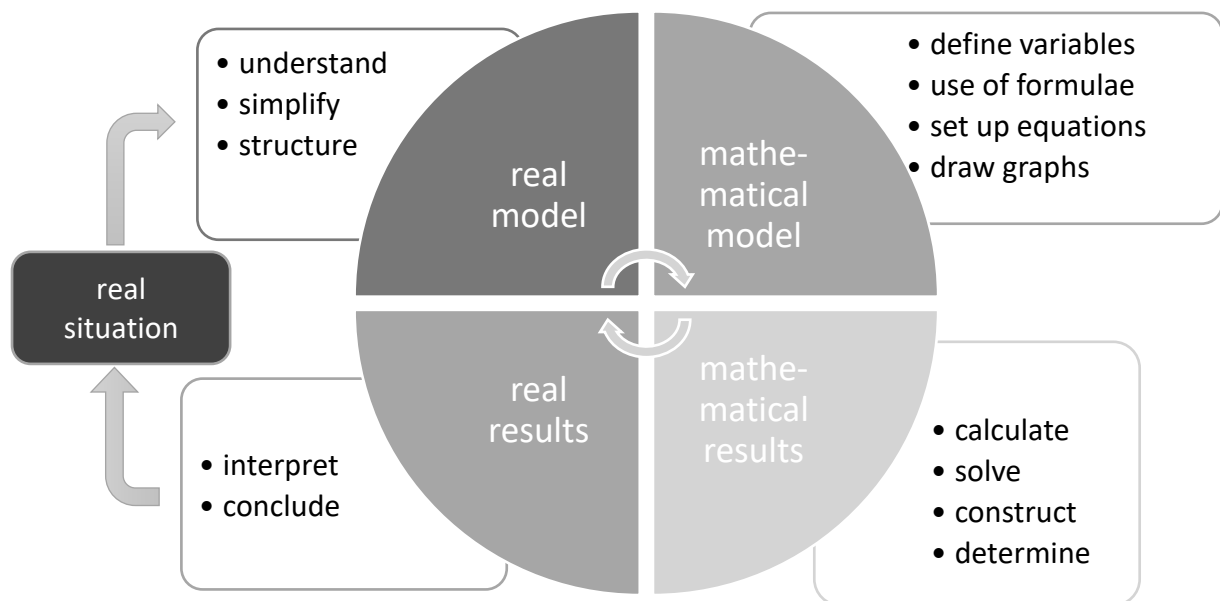 • understand
• simplify
• structure
real
model
mathe-
matical
model
• define variables
• use of formulae
• set up equations
• draw graphs
real
situation
• interpret
• conclude
real
results
mathe-
matical
results
• calculate
• solve
• construct
• determine